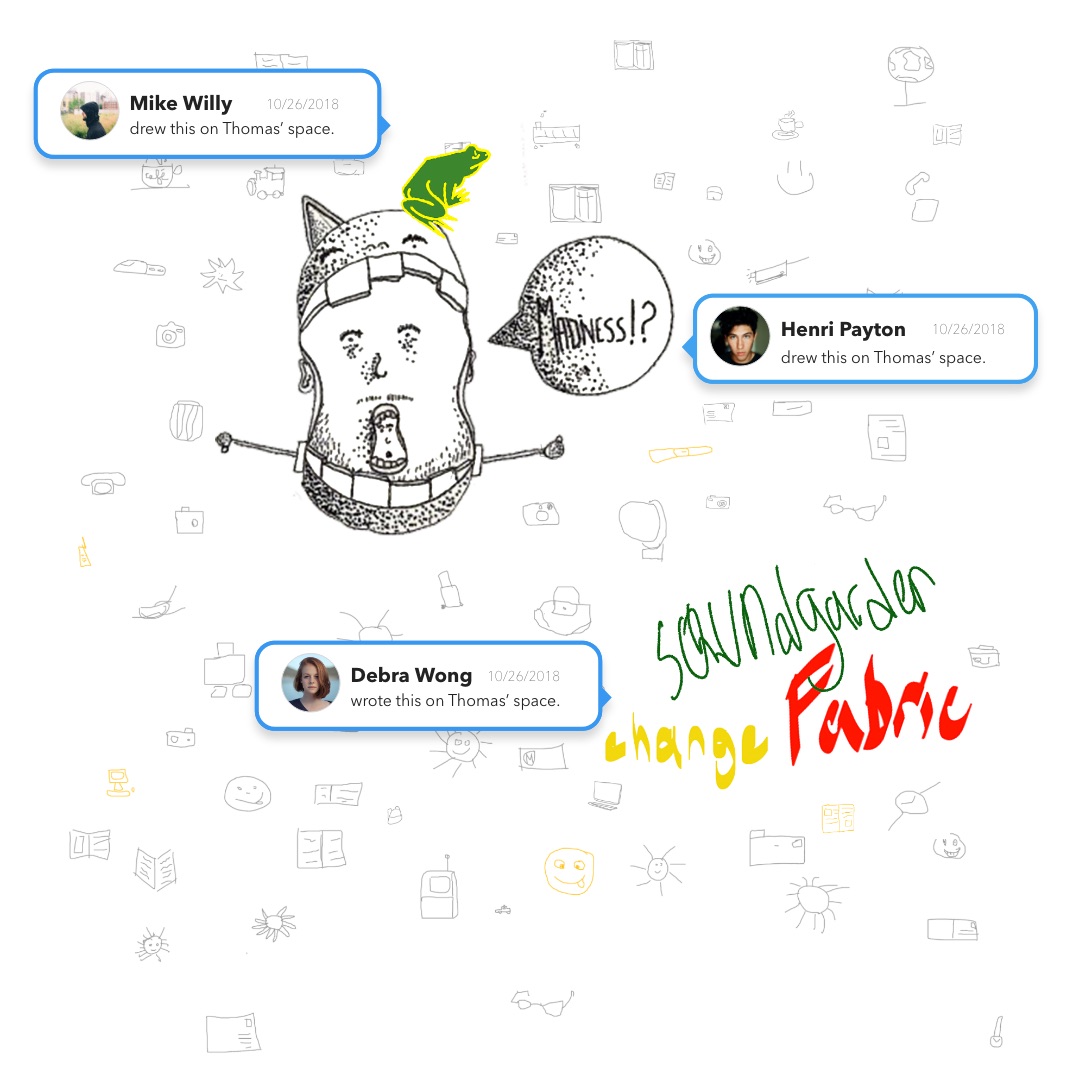 Mike Willy 10/26/2018
drew this on Thomas’ space.
MADNESS!?
Henri Payton 10/26/2018
drew this on Thomas’ space.
soundgarden
Debra Wong 10/26/2018
wrote this on Thomas’ space.
change Fabric
M